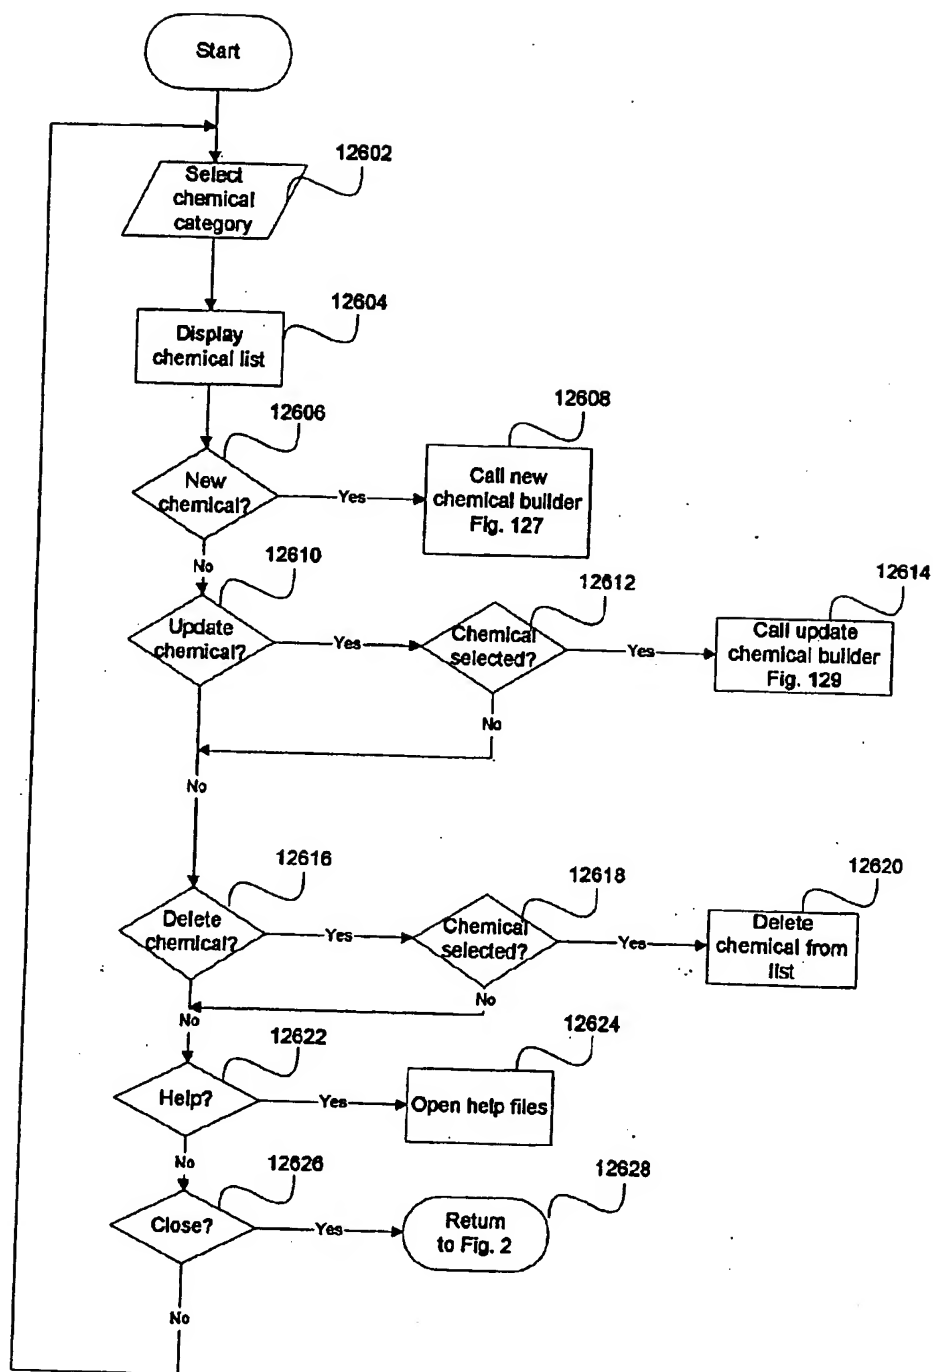 Start
12602
Select
chemical
category
12604
Display
chemical list
12606
12608
New
chemical?
Yes
Call new
chemical builder
Fig. 127
No
12610
12612
12614
Update
chemical?
Yes
Chemical
selected?
Yes
Call update
chemical builder
Fig. 129
No
No
12616
12618
12620
Delete
chemical?
Yes
Chemical
selected?
Yes
Delete
chemical from
list
No
No
12622
12624
Help?
Yes
Open help files
No
12626
12628
Close?
Yes
Return
to Fig. 2
No